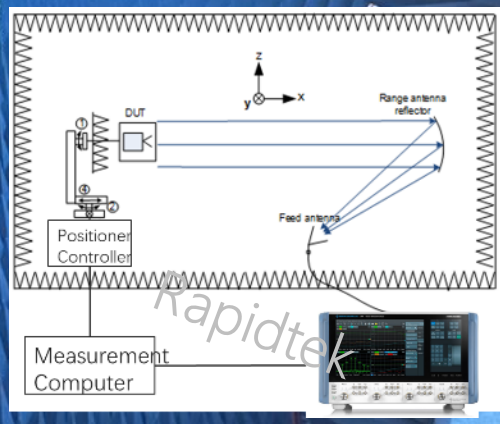 z
y
x
①
DUT
Range antenna
reflector
④
②
Feed antenna
Positioner
Controller
Measurement
Computer
Rapidtek